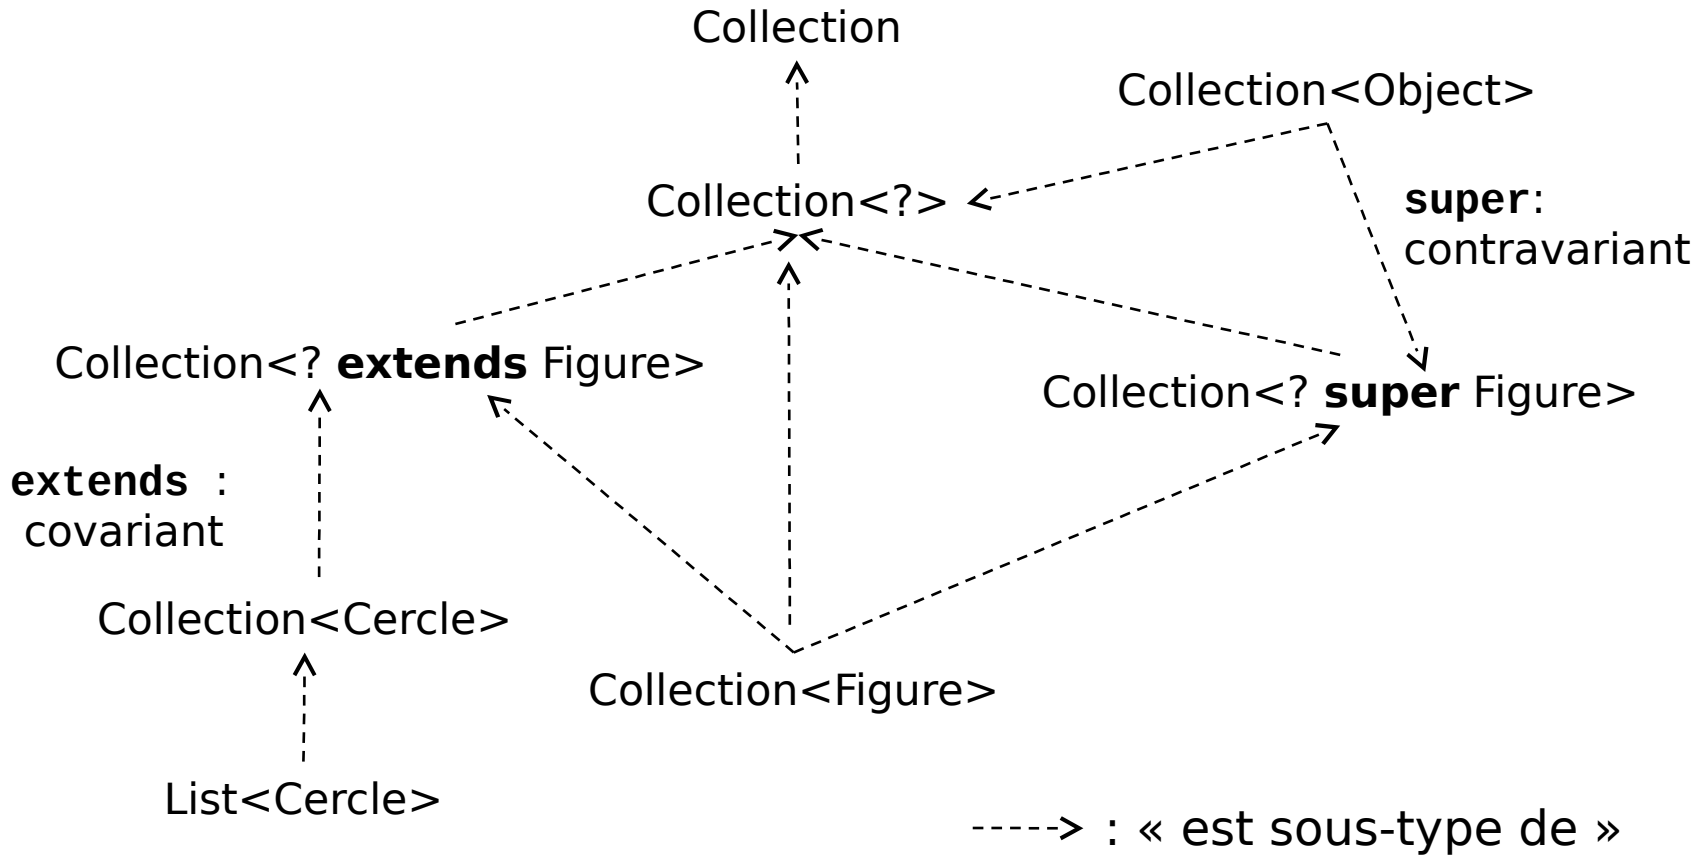 Collection
Collection<Object>
Collection<?>
super:
contravariant
Collection<? extends Figure>
Collection<? super Figure>
extends :
covariant
Collection<Cercle>
Collection<Figure>
List<Cercle>
: « est sous-type de »